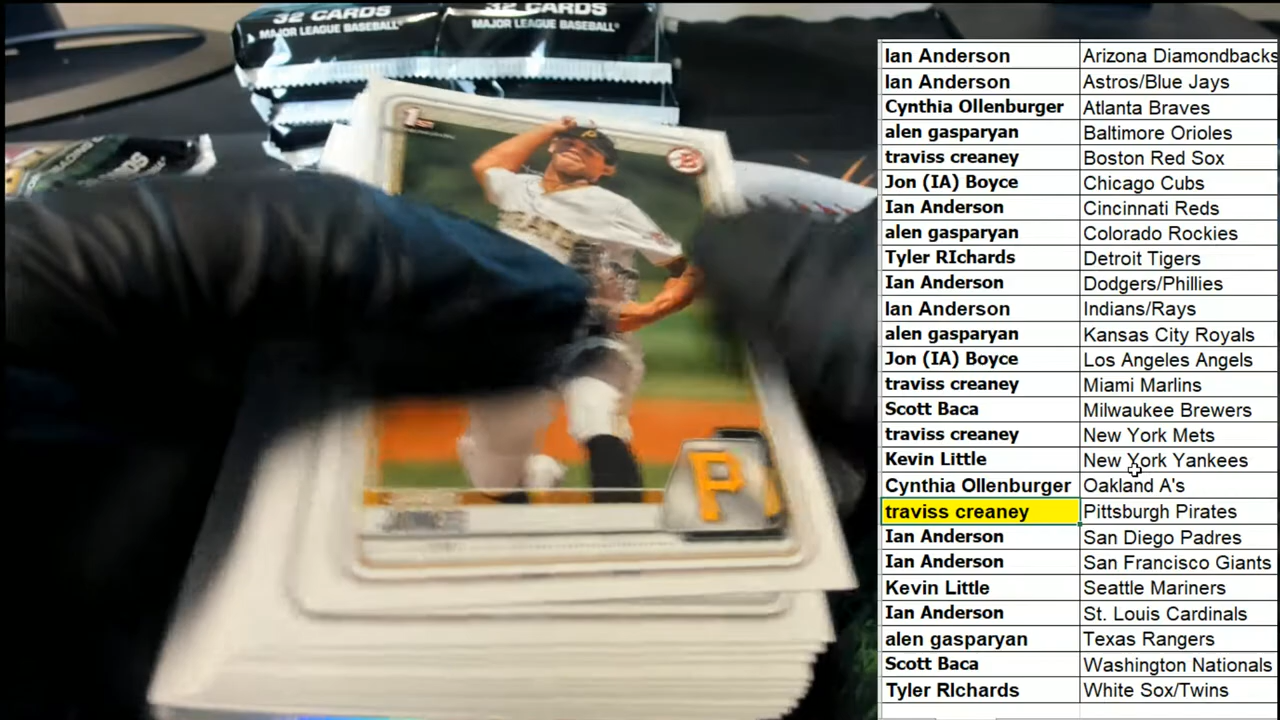 32 CARDS
MAJOR LEAGUE BASEBALL
32 CARDS
MAJOR LEAGUE BASEBALL
CARDS
1ST
P
Ian Anderson Arizona Diamondbacks
Ian Anderson Astros/Blue Jays
Cynthia Ollenburger Atlanta Braves
alen gasparyan Baltimore Orioles
traviss creaney Boston Red Sox
Jon (IA) Boyce Chicago Cubs
Ian Anderson Cincinnati Reds
alen gasparyan Colorado Rockies
Tyler RIchards Detroit Tigers
Ian Anderson Dodgers/Phillies
Ian Anderson Indians/Rays
alen gasparyan Kansas City Royals
Jon (IA) Boyce Los Angeles Angels
traviss creaney Miami Marlins
Scott Baca Milwaukee Brewers
traviss creaney New York Mets
Kevin Little New York Yankees
Cynthia Ollenburger Oakland A's
traviss creaney Pittsburgh Pirates
Ian Anderson San Diego Padres
Ian Anderson San Francisco Giants
Kevin Little Seattle Mariners
Ian Anderson St. Louis Cardinals
alen gasparyan Texas Rangers
Scott Baca Washington Nationals
Tyler RIchards White Sox/Twins